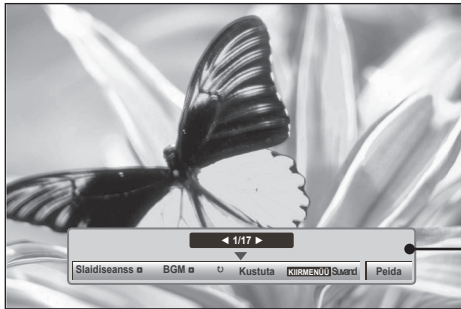 ◀ 1/17 ▶
Slaidiseanss BGM ↻ Kustuta KIIRMENÜÜ Suvand Peida